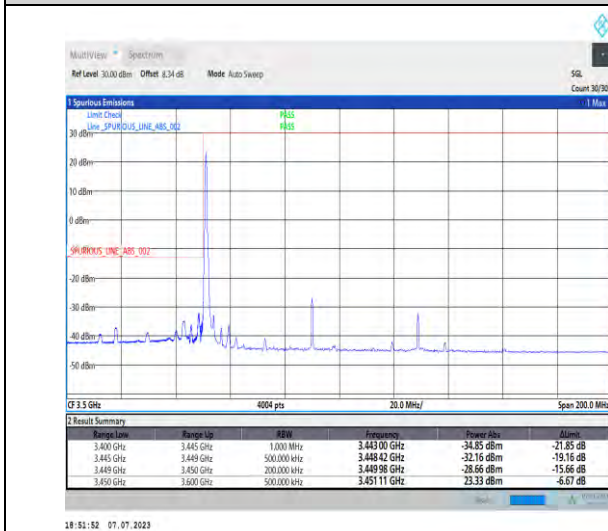 MultiView Spectrum
Ref Level 30.00 dBm Offset 8.34 dB Mode Auto Sweep SGL
Count 30/30
1 Spurious Emissions 1 Max
Limit Check PASS
Line _SPURIOUS_LINE_ABS_002 PASS
30 dBm
20 dBm
10 dBm
0 dBm
_SPURIOUS_LINE_ABS_002
-20 dBm
-30 dBm
-40 dBm
-50 dBm
CF 3.5 GHz 4004 pts 20.0 MHz/ Span 200.0 MHz
2 Result Summary
Range Low Range Up RBW Frequency Power Abs ΔLimit
3.400 GHz 3.445 GHz 1.000 MHz 3.443 00 GHz -34.85 dBm -21.85 dB
3.445 GHz 3.449 GHz 500.000 kHz 3.448 42 GHz -32.16 dBm -19.16 dB
3.449 GHz 3.450 GHz 200.000 kHz 3.449 98 GHz -28.66 dBm -15.66 dB
3.450 GHz 3.600 GHz 500.000 kHz 3.451 11 GHz 23.33 dBm -6.67 dB
18:51:52 07.07.2023